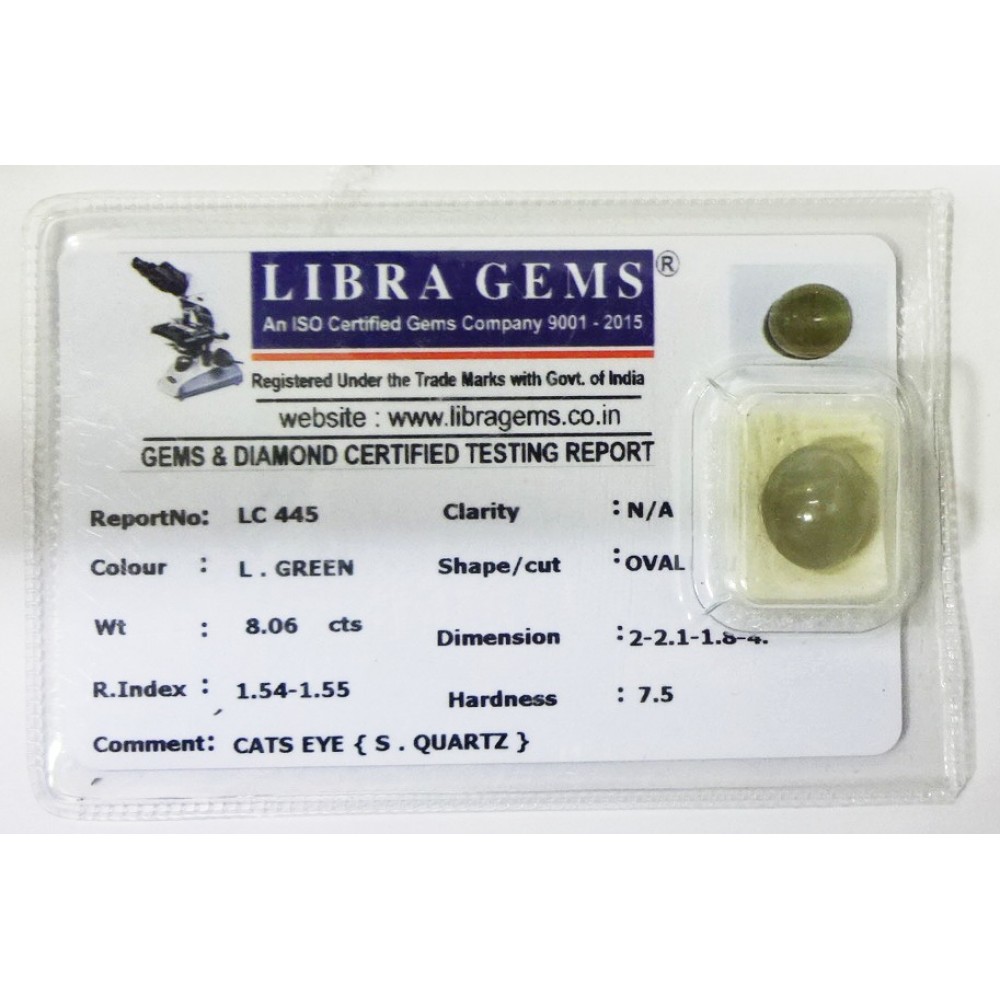 LIBRA GEMS®
An ISO Certified Gems Company 9001 - 2015
Registered Under the Trade Marks with Govt. of India
website : www.libragems.co.in
GEMS & DIAMOND CERTIFIED TESTING REPORT
ReportNo: LC 445 Clarity : N/A
Colour : L . GREEN Shape/cut : OVAL
Wt : 8.06 cts Dimension : 2-2.1-1.8-4.
R.Index : 1.54-1.55 Hardness : 7.5
Comment: CATS EYE { S . QUARTZ }